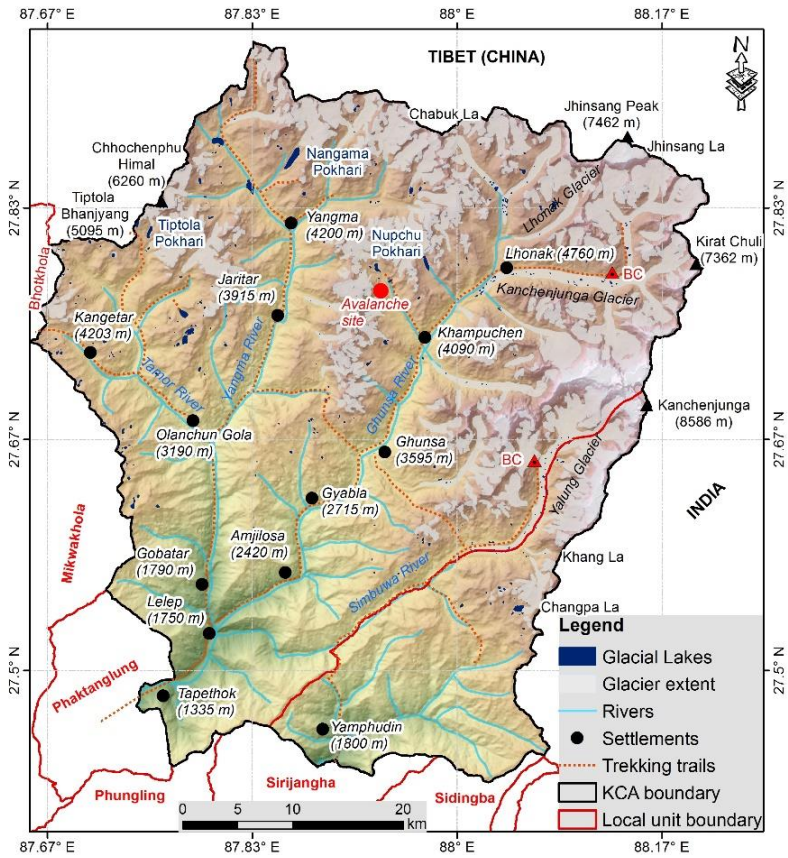 87.67° E
87.83° E
88° E
88.17° E
TIBET (CHINA)
N
Chabuk La
Jhinsang Peak
(7462 m)
Jhinsang La
Chhochenphu
Himal
(6260 m)
Nangama
Pokhari
Tiptola
Bhanjyang
(5095 m)
Tiptola
Pokhari
27.83° N
27.83° N
Lhonak Glacier
Yangma
(4200 m)
Nupchu
Pokhari
Lhonak (4760 m)
Kirat Chuli
(7362 m)
BC
Bhotkhola
Jaritar
(3915 m)
Avalanche
site
Kanchenjunga Glacier
Kangetar
(4203 m)
Khampuchen
(4090 m)
Tamor River
Yangma River
Ghunsa River
Kanchenjunga
(8586 m)
Olanchun Gola
(3190 m)
27.67° N
27.67° N
Ghunsa
(3595 m)
BC
Yalung Glacier
Gyabla
(2715 m)
INDIA
Mikwakhola
Amjilosa
(2420 m)
Gobatar
(1790 m)
Simbuwa River
Khang La
Lelep
(1750 m)
Changpa La
Legend
Glacial Lakes
Glacier extent
Rivers
Settlements
Trekking trails
KCA boundary
Local unit boundary
27.5° N
27.5° N
Phaktanglung
Tapethok
(1335 m)
Yamphudin
(1800 m)
Phungling
Sirijangha
Sidingba
0 5 10 20
km
87.67° E
87.83° E
88° E
88.17° E